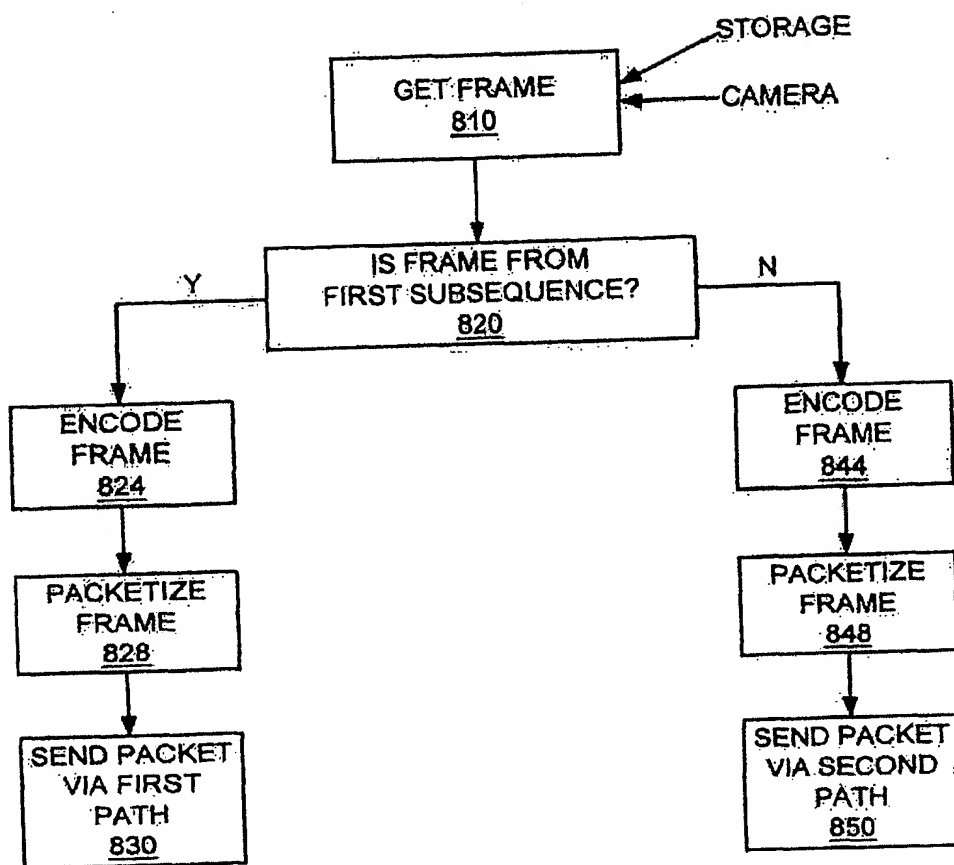 STORAGE
GET FRAME
810
CAMERA
IS FRAME FROM
FIRST SUBSEQUENCE?
820
Y
N
ENCODE
FRAME
824
ENCODE
FRAME
844
PACKETIZE
FRAME
828
PACKETIZE
FRAME
848
SEND PACKET
VIA FIRST
PATH
830
SEND PACKET
VIA SECOND
PATH
850